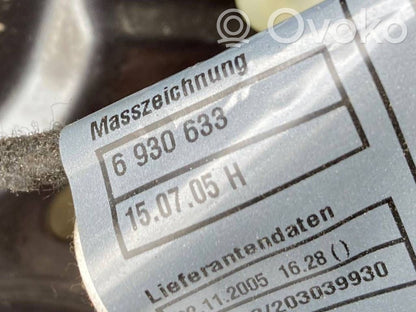 Ovoko
Masszeichnung
6 930 633
15.07.05 H
Lieferantendaten
.11.2005 16.28 ()
/203039930